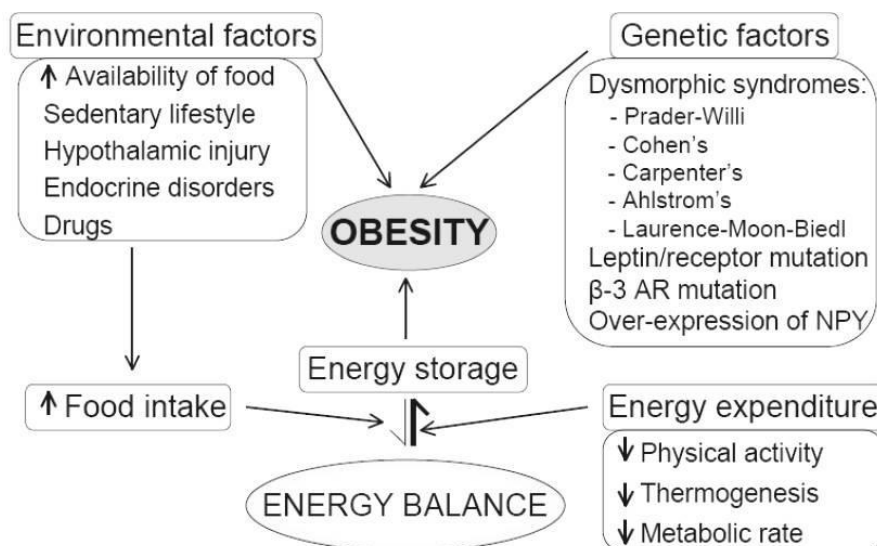 Environmental factors
↑ Availability of food
Sedentary lifestyle
Hypothalamic injury
Endocrine disorders
Drugs
Genetic factors
Dysmorphic syndromes:
- Prader-Willi
- Cohen's
- Carpenter's
- Ahlstrom's
- Laurence-Moon-Biedl
Leptin/receptor mutation
β-3 AR mutation
Over-expression of NPY
OBESITY
Energy storage
↑ Food intake
Energy expenditure
↓ Physical activity
↓ Thermogenesis
↓ Metabolic rate
ENERGY BALANCE